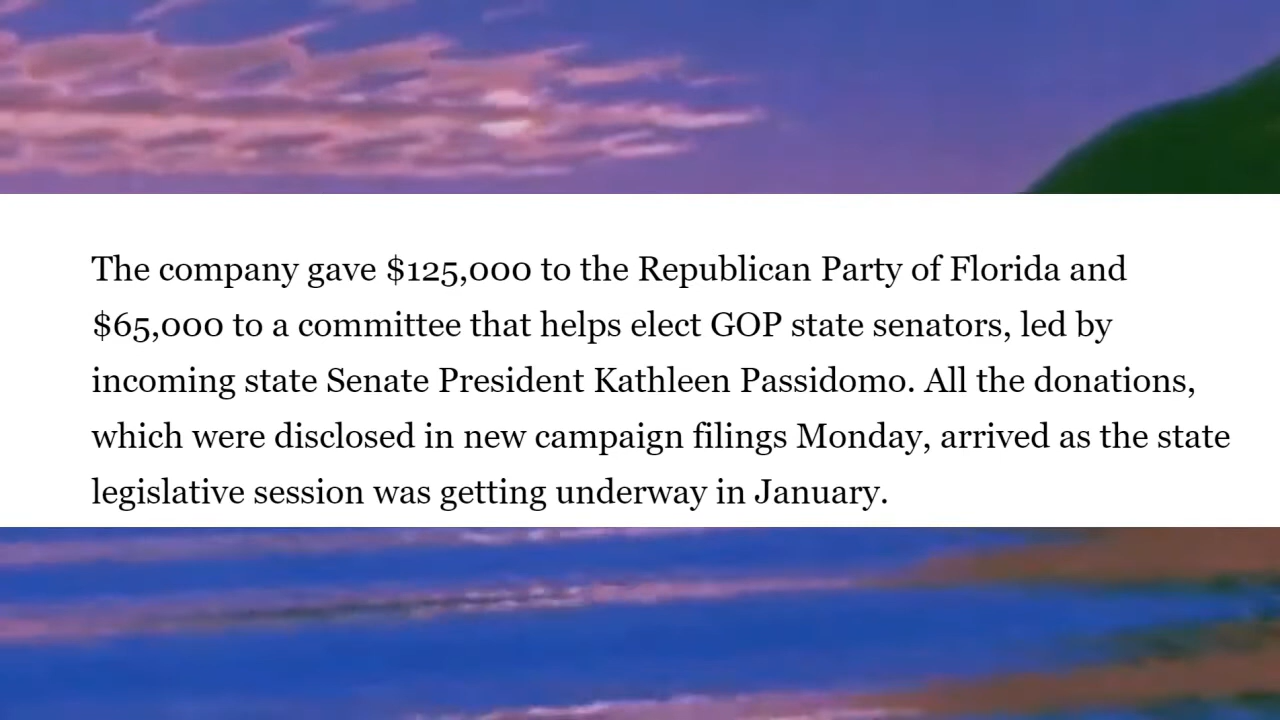 The company gave $125,000 to the Republican Party of Florida and
$65,000 to a committee that helps elect GOP state senators, led by
incoming state Senate President Kathleen Passidomo. All the donations,
which were disclosed in new campaign filings Monday, arrived as the state
legislative session was getting underway in January.